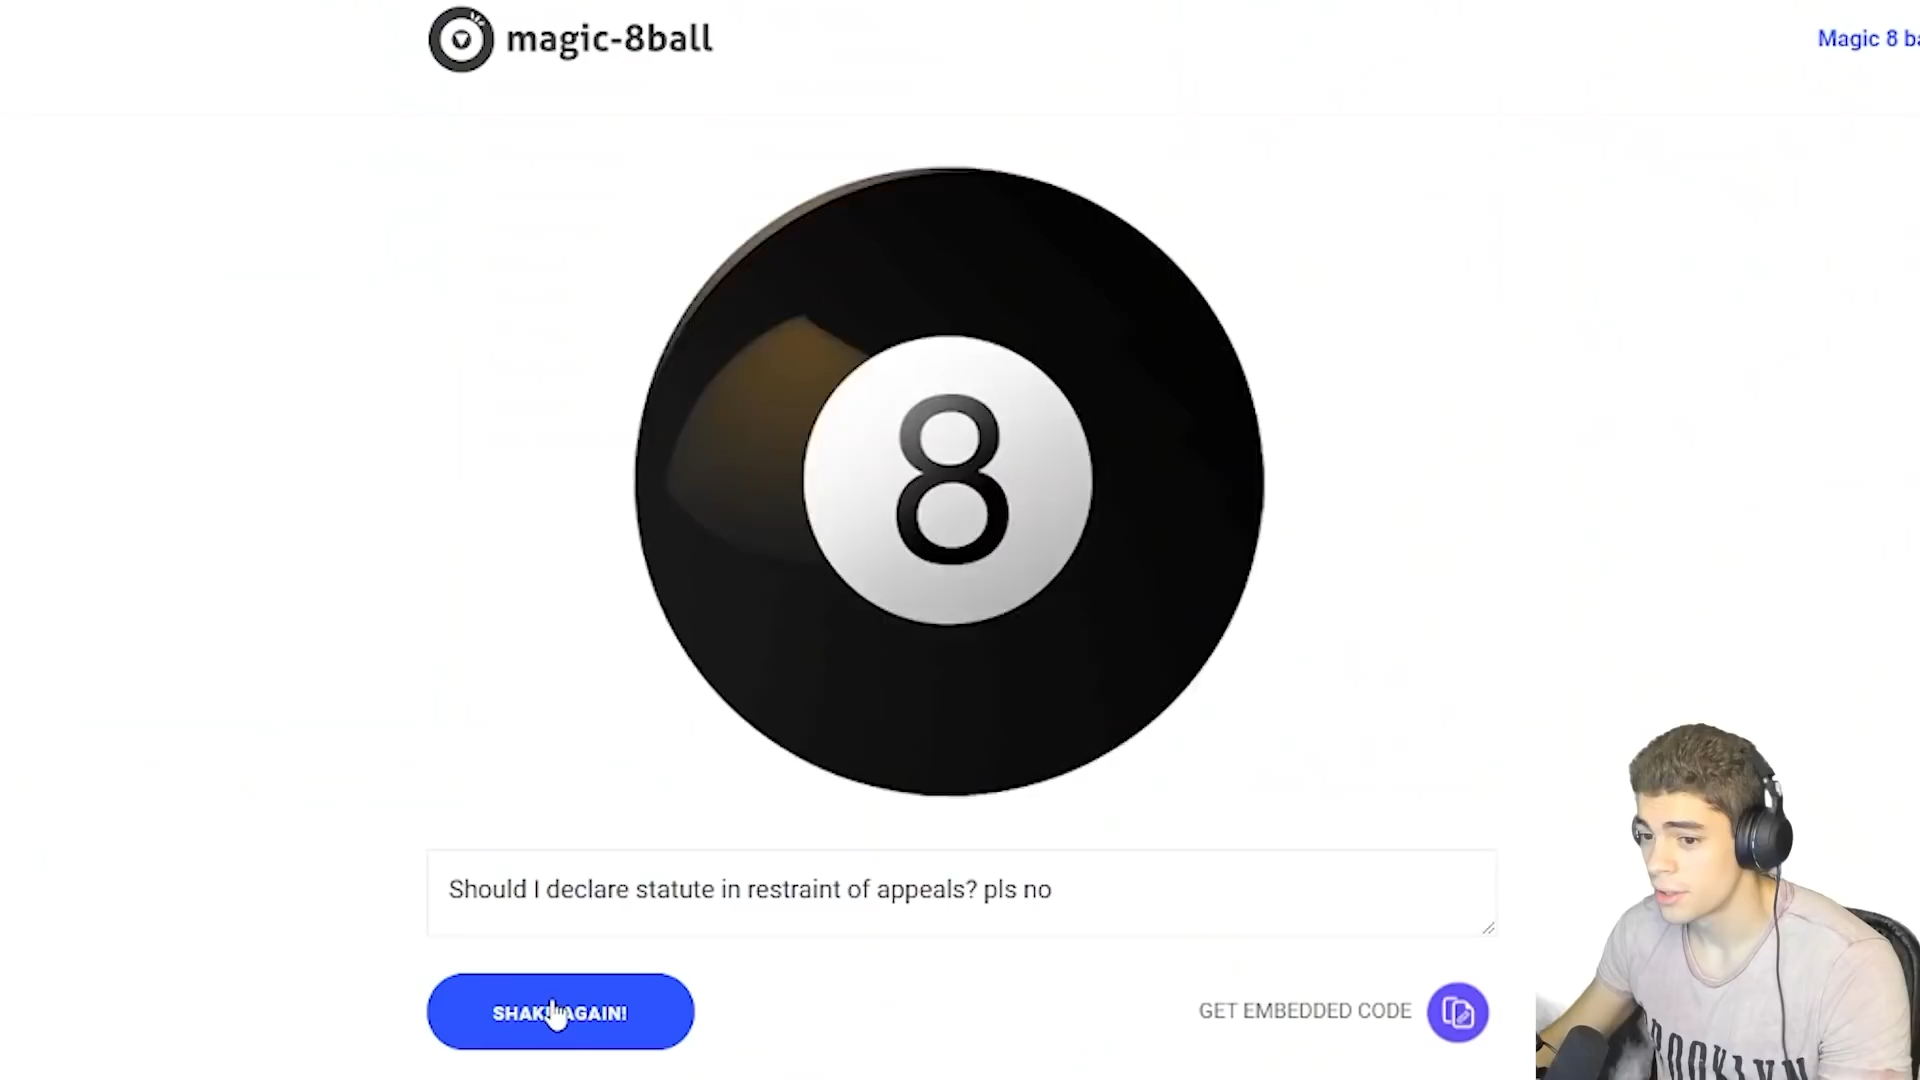 magic-8ball
Magic 8 ba
8
Should I declare statute in restraint of appeals? pls no
SHAKE AGAIN!
GET EMBEDDED CODE
ROOKLYN